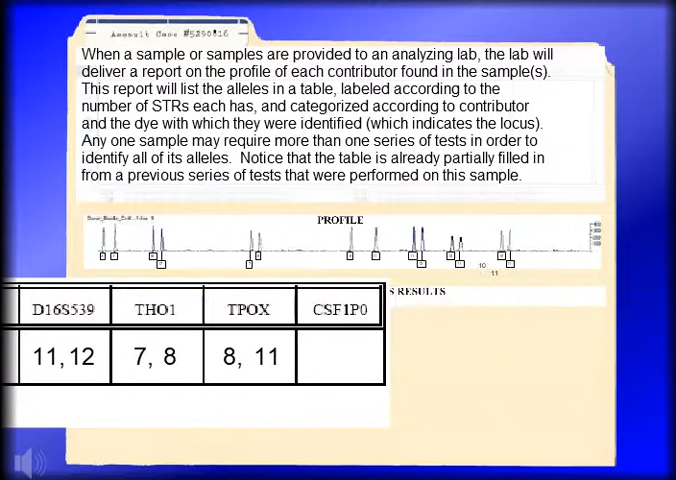 Assault Case #5290816
When a sample or samples are provided to an analyzing lab, the lab will
deliver a report on the profile of each contributor found in the sample(s).
This report will list the alleles in a table, labeled according to the
number of STRs each has, and categorized according to contributor
and the dye with which they were identified (which indicates the locus).
Any one sample may require more than one series of tests in order to
identify all of its alleles. Notice that the table is already partially filled in
from a previous series of tests that were performed on this sample.
PROFILE
10
11
S RESULTS
D16S539 THO1 TPOX CSF1P0
11, 12 7, 8 8, 11